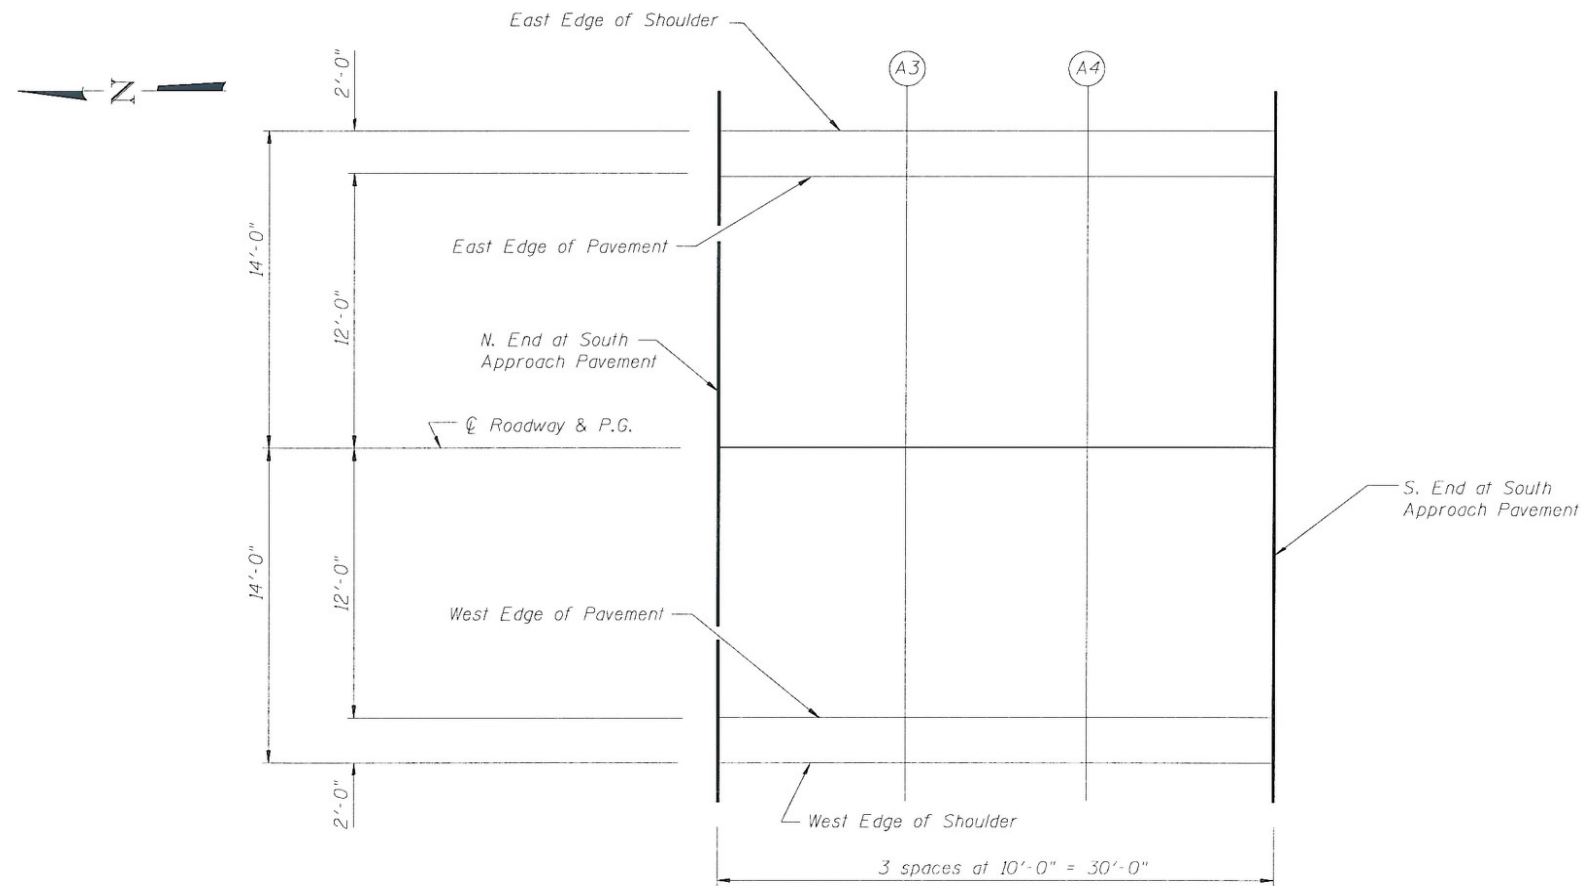 East Edge of Shoulder
A3
A4
2'-0"
N
14'-0"
East Edge of Pavement
12'-0"
N. End at South
Approach Pavement
℄ Roadway & P.G.
S. End at South
Approach Pavement
14'-0"
12'-0"
West Edge of Pavement
2'-0"
West Edge of Shoulder
3 spaces at 10'-0" = 30'-0"